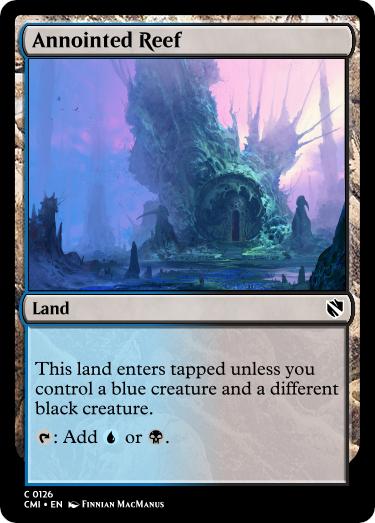 Annointed Reef
Land
This land enters tapped unless you
control a blue creature and a different
black creature.
: Add or .
C 0126
CMI • EN Finnian MacManus